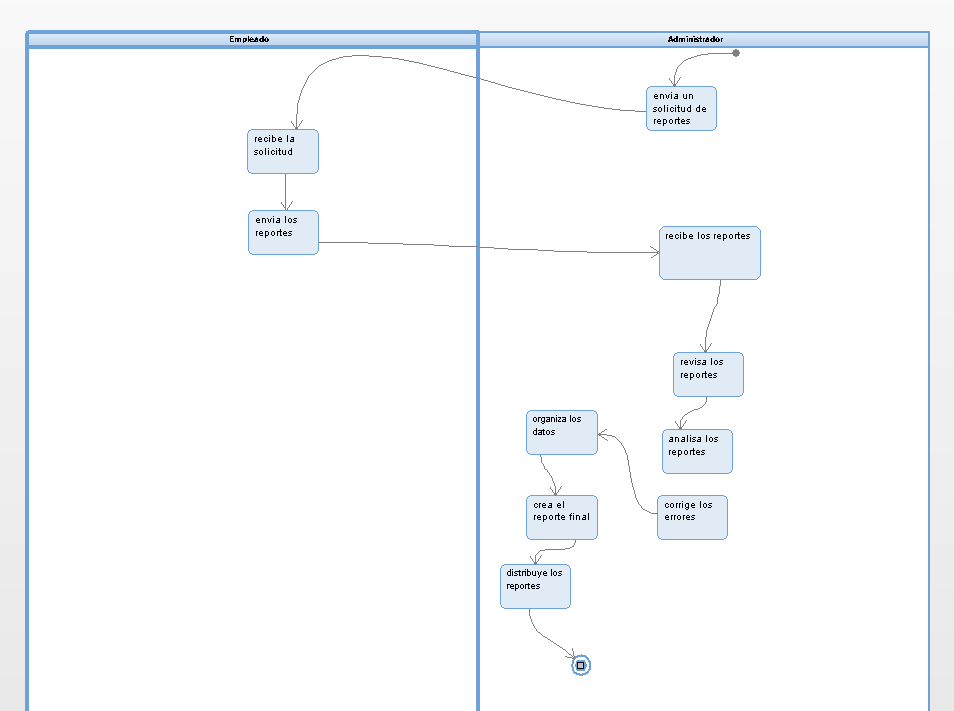 Empleado
Administrador
envia un
solicitud de
reportes
recibe la
solicitud
envia los
reportes
recibe los reportes
revisa los
reportes
analisa los
reportes
organiza los
datos
corrige los
errores
crea el
reporte final
distribuye los
reportes